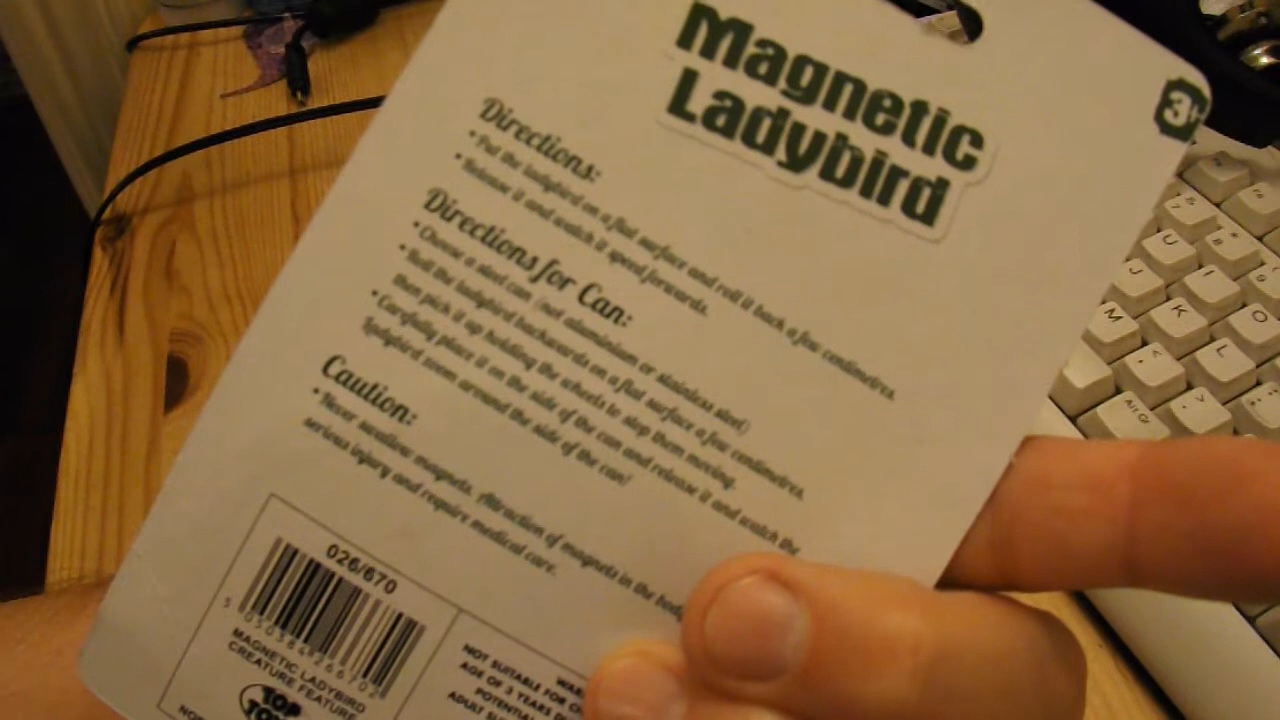 Magnetic
Ladybird
3+
Directions:
• Put the ladybird on a flat surface and roll it back a few centimetres.
• Release it and watch it speed forwards.
Directions for Can:
• Choose a steel can (not aluminium or stainless steel)
• Roll the ladybird backwards on a flat surface a few centimetres,
then pick it up holding the wheels to stop them moving.
• Carefully place it on the side of the can and release it and watch the
ladybird zoom around the side of the can!
Caution:
• Never swallow magnets. Attraction of magnets in the body
serious injury and require medical care.
026/670
MAGNETIC LADYBIRD
CREATURE FEATURE
TOP
NOT SUITABLE FOR
AGE OF 3 YEARS
POTENTIAL
ADULT
U
J
I
M
K
O
L
Alt Gr